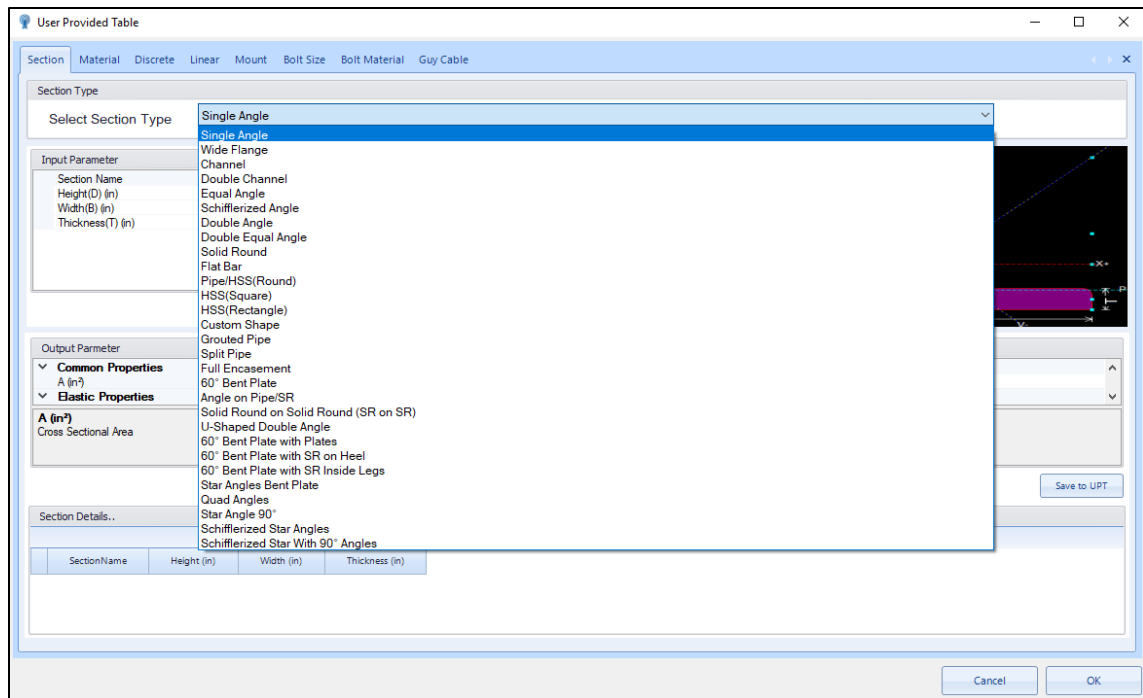 User Provided Table
Section Material Discrete Linear Mount Bolt Size Bolt Material Guy Cable
Section Type
Select Section Type
Single Angle
Single Angle
Wide Flange
Channel
Double Channel
Equal Angle
Schifflerized Angle
Double Angle
Double Equal Angle
Solid Round
Flat Bar
Pipe/HSS(Round)
HSS(Square)
HSS(Rectangle)
Custom Shape
Grouted Pipe
Split Pipe
Full Encasement
60° Bent Plate
Angle on Pipe/SR
Solid Round on Solid Round (SR on SR)
U-Shaped Double Angle
60° Bent Plate with Plates
60° Bent Plate with SR on Heel
60° Bent Plate with SR Inside Legs
Star Angles Bent Plate
Quad Angles
Star Angle 90°
Schifflerized Star Angles
Schifflerized Star With 90° Angles
Input Parameter
Section Name
Height(D) (in)
Width(B) (in)
Thickness(T) (in)
X+
P
T
Output Parmeter
Common Properties
A (in²)
Elastic Properties
A (in²)
Cross Sectional Area
Save to UPT
Section Details..
SectionName Height (in) Width (in) Thickness (in)
Cancel OK